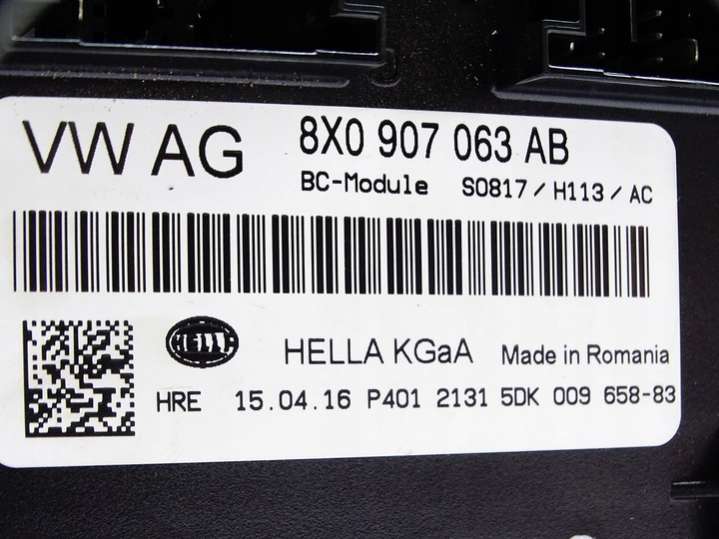 VW AG 8X0 907 063 AB
BC-Module S0817 / H113 / AC
HELLA HELLA KGaA Made in Romania
HRE 15.04.16 P401 2131 5DK 009 658-83